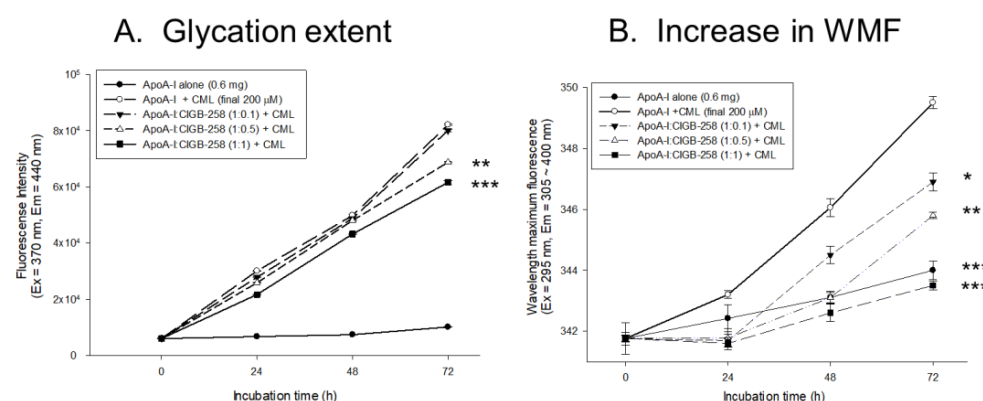 A. Glycation extent
Fluorescense Intensity
(Ex = 370 nm, Em = 440 nm)
10⁵
8x10⁴
6x10⁴
4x10⁴
2x10⁴
0
ApoA-I alone (0.6 mg)
ApoA-I + CML (final 200 μM)
ApoA-I:CIGB-258 (1:0.1) + CML
ApoA-I:CIGB-258 (1:0.5) + CML
ApoA-I:CIGB-258 (1:1) + CML
**
***
0 24 48 72
Incubation time (h)
B. Increase in WMF
Wavelength maximum fluorescence
(Ex = 295 nm, Em = 305 ~ 400 nm)
350
348
346
344
342
ApoA-I alone (0.6 mg)
ApoA-I +CML (final 200 μM)
ApoA-I:CIGB-258 (1:0.1) + CML
ApoA-I:CIGB-258 (1:0.5) + CML
ApoA-I:CIGB-258 (1:1) + CML
*
**
***
***
0 24 48 72
Incubation time (h)